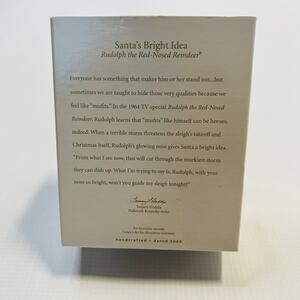 Santa's Bright Idea
Rudolph the Red-Nosed Reindeer®
Everyone has something that makes him or her stand out...but
sometimes we are taught to hide those very qualities because we
feel like "misfits." In the 1964 TV special Rudolph the Red-Nosed
Reindeer, Rudolph learns that "misfits" like himself can be heroes,
indeed. When a terrible storm threatens the sleigh's takeoff and
Christmas itself, Rudolph's glowing nose gives Santa a bright idea.
"From what I see now, that will cut through the murkiest storm
they can dish up. What I'm trying to say is, Rudolph, with your
nose so bright, won't you guide my sleigh tonight?"
Tammy Haddix
Hallmark Keepsake Artist
For decorative use only.
handcrafted • dated 2009